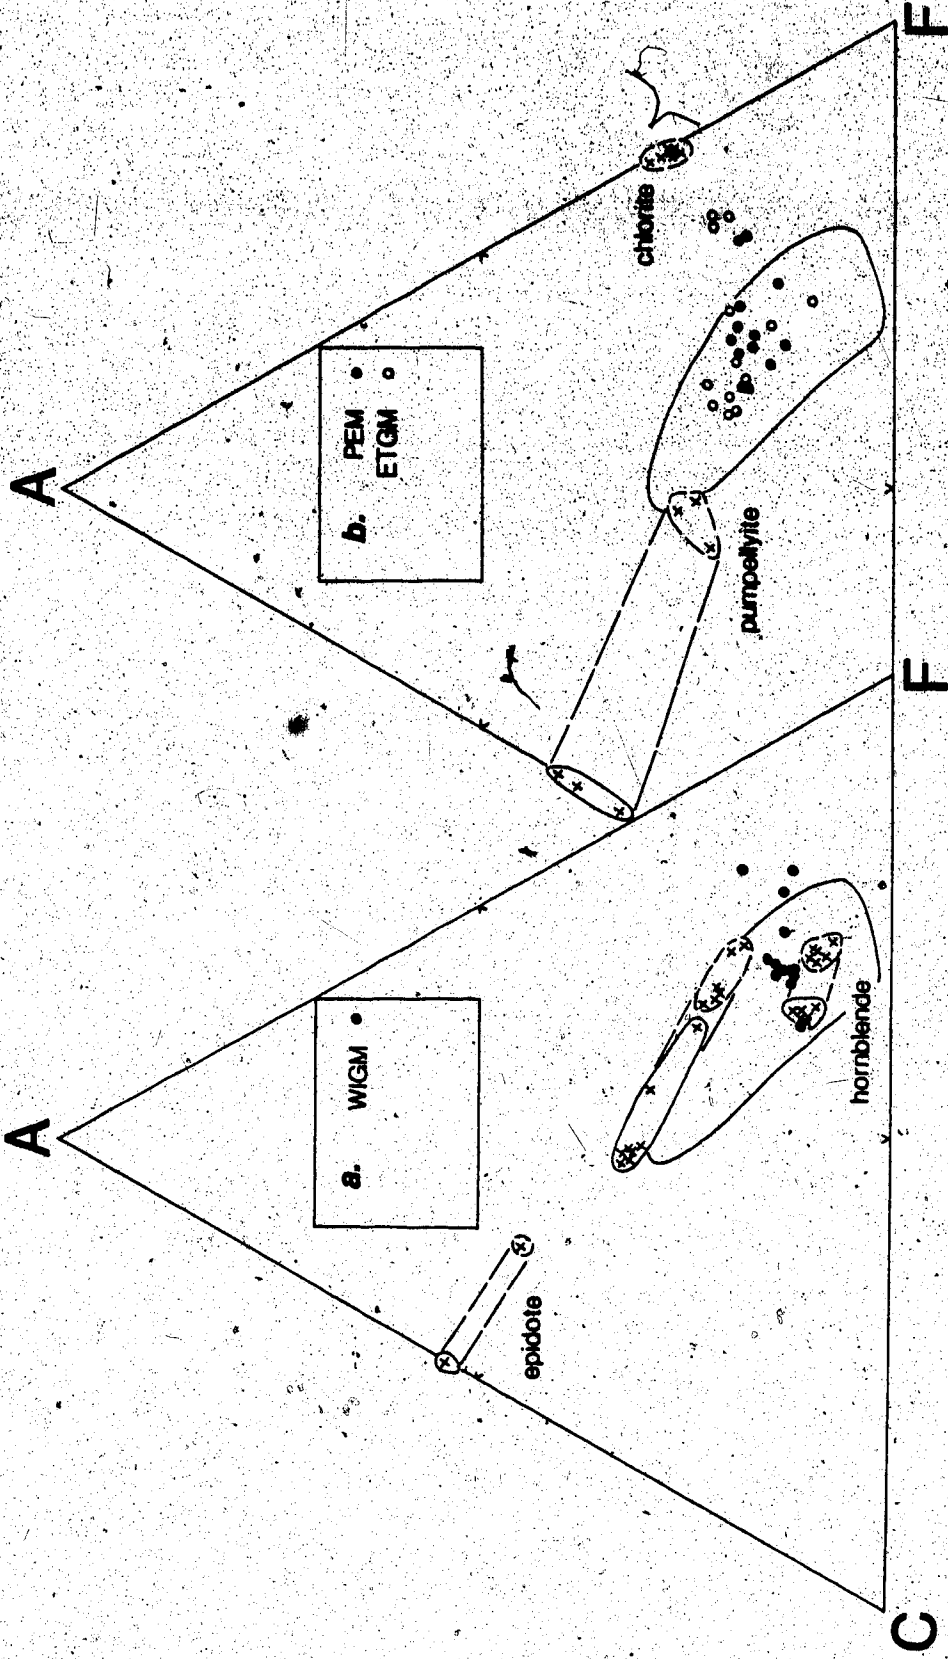 A
a.
WIGM
epidote
hornblende
C
F
A
b.
PEM
ETGM
chlorite
pumpellyite
F